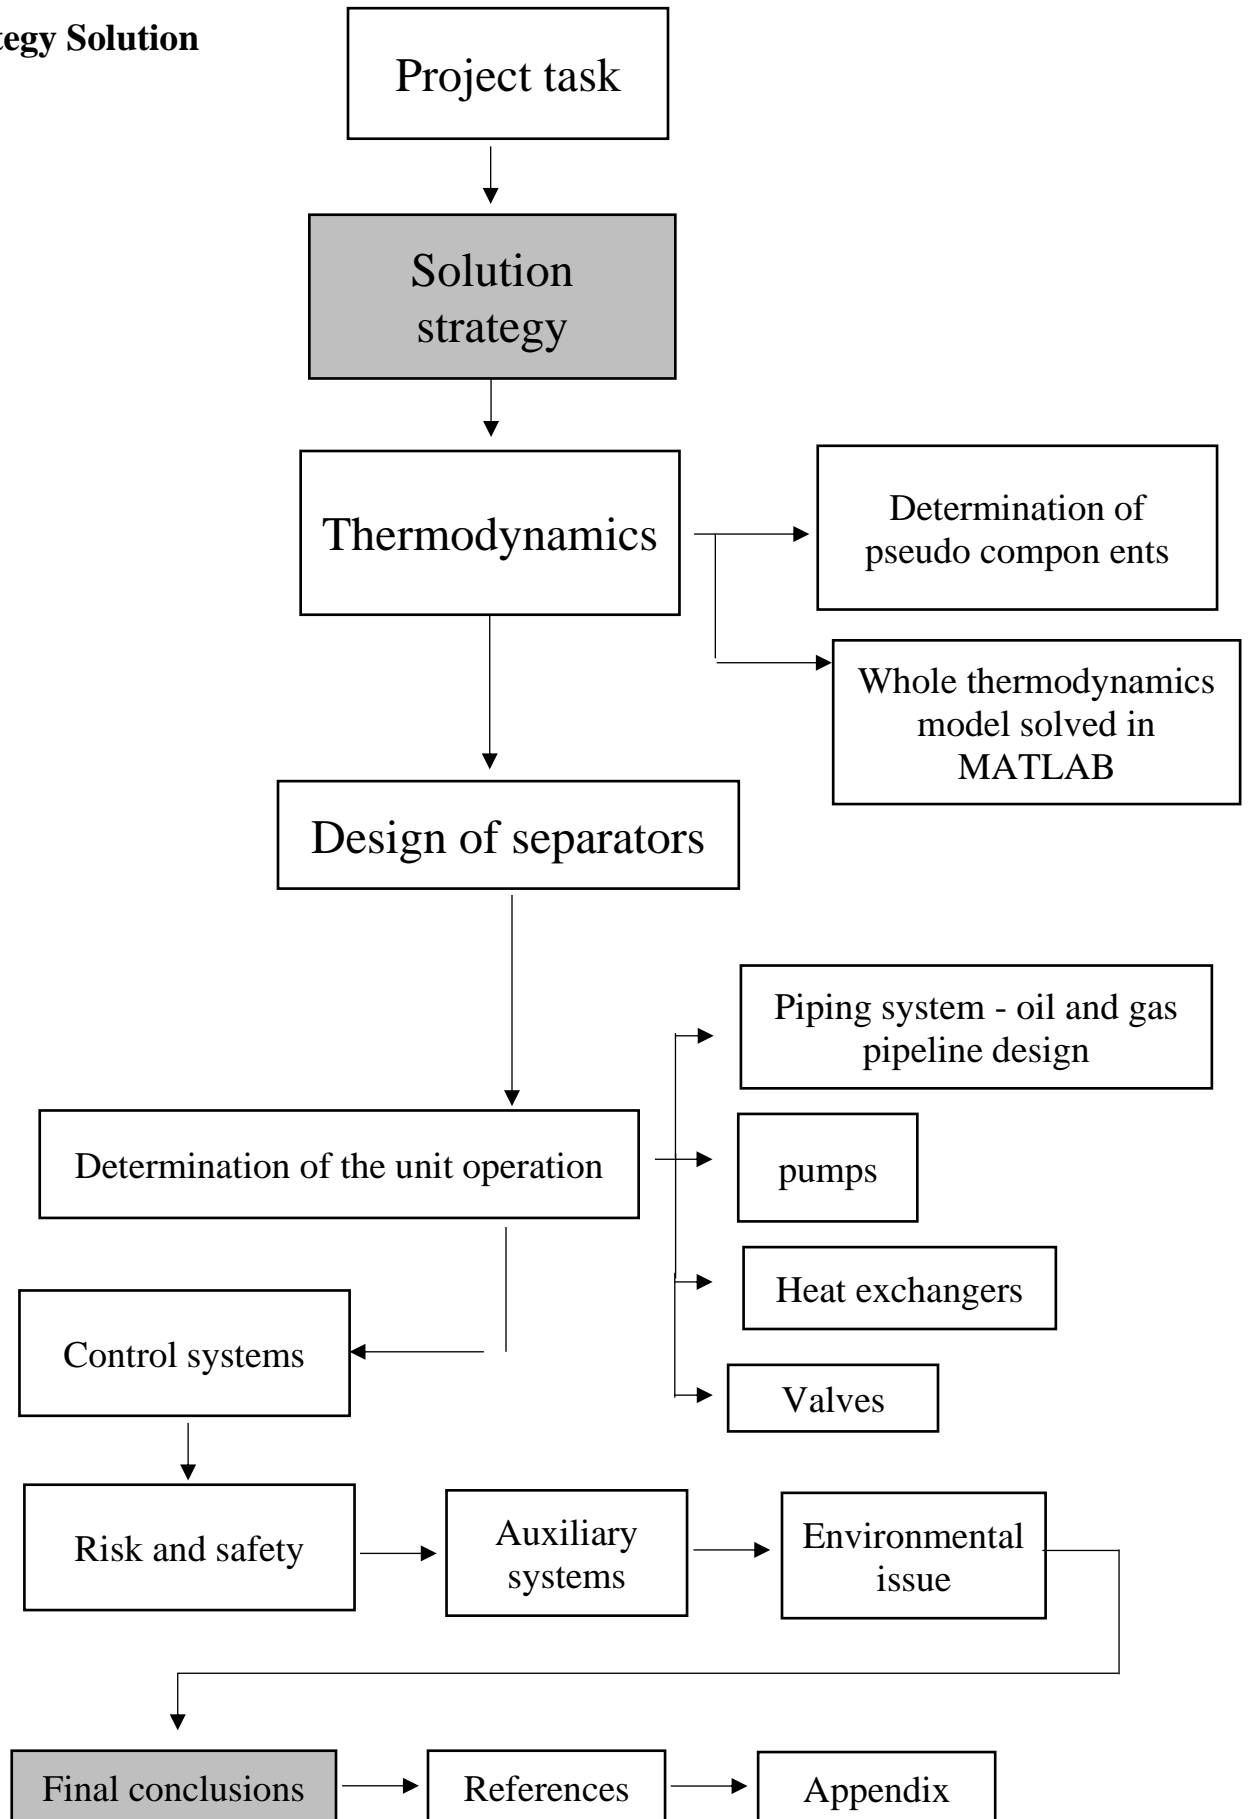 tegy Solution
Project task
Solution
strategy
Thermodynamics
Determination of
pseudo compon ents
Whole thermodynamics
model solved in
MATLAB
Design of separators
Piping system - oil and gas
pipeline design
Determination of the unit operation
pumps
Heat exchangers
Control systems
Valves
Risk and safety
Auxiliary
systems
Environmental
issue
Final conclusions
References
Appendix